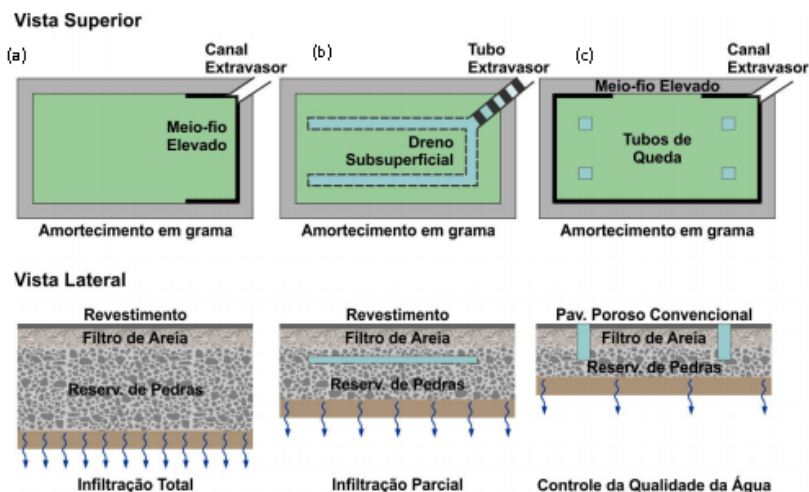 Vista Superior
(a)
Canal
Extravasor
Meio-fio
Elevado
Amortecimento em grama
(b)
Tubo
Extravasor
Dreno
Subsuperficial
Amortecimento em grama
(c)
Canal
Extravasor
Meio-fio Elevado
Tubos de
Queda
Amortecimento em grama
Vista Lateral
Revestimento
Filtro de Areia
Reserv. de Pedras
Infiltração Total
Revestimento
Filtro de Areia
Reserv. de Pedras
Infiltração Parcial
Pav. Poroso Convencional
Filtro de Areia
Reserv. de Pedras
Controle da Qualidade da Água